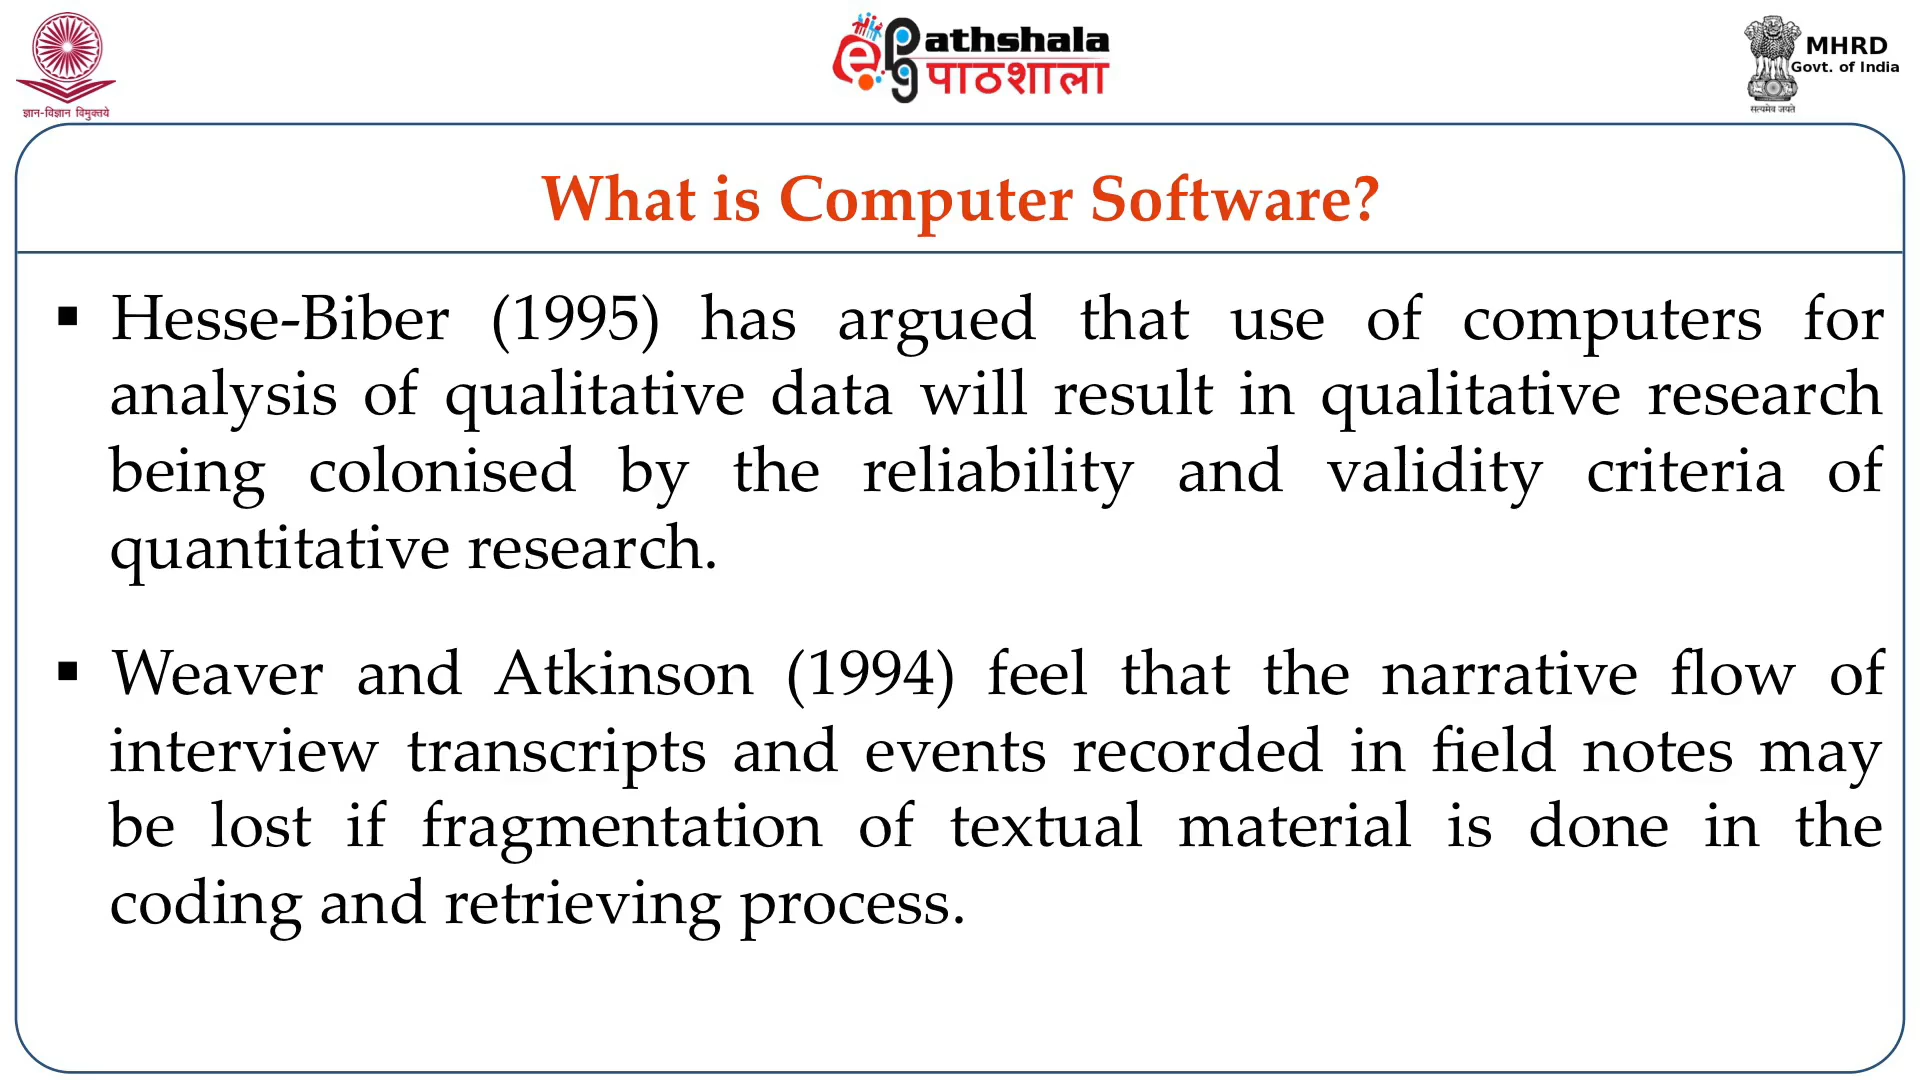 ज्ञान-विज्ञान विमुक्तये
e Pg Pathshala
पाठशाला
MHRD
Govt. of India
सत्यमेव जयते
What is Computer Software?
▪ Hesse-Biber (1995) has argued that use of computers for
analysis of qualitative data will result in qualitative research
being colonised by the reliability and validity criteria of
quantitative research.
▪ Weaver and Atkinson (1994) feel that the narrative flow of
interview transcripts and events recorded in field notes may
be lost if fragmentation of textual material is done in the
coding and retrieving process.